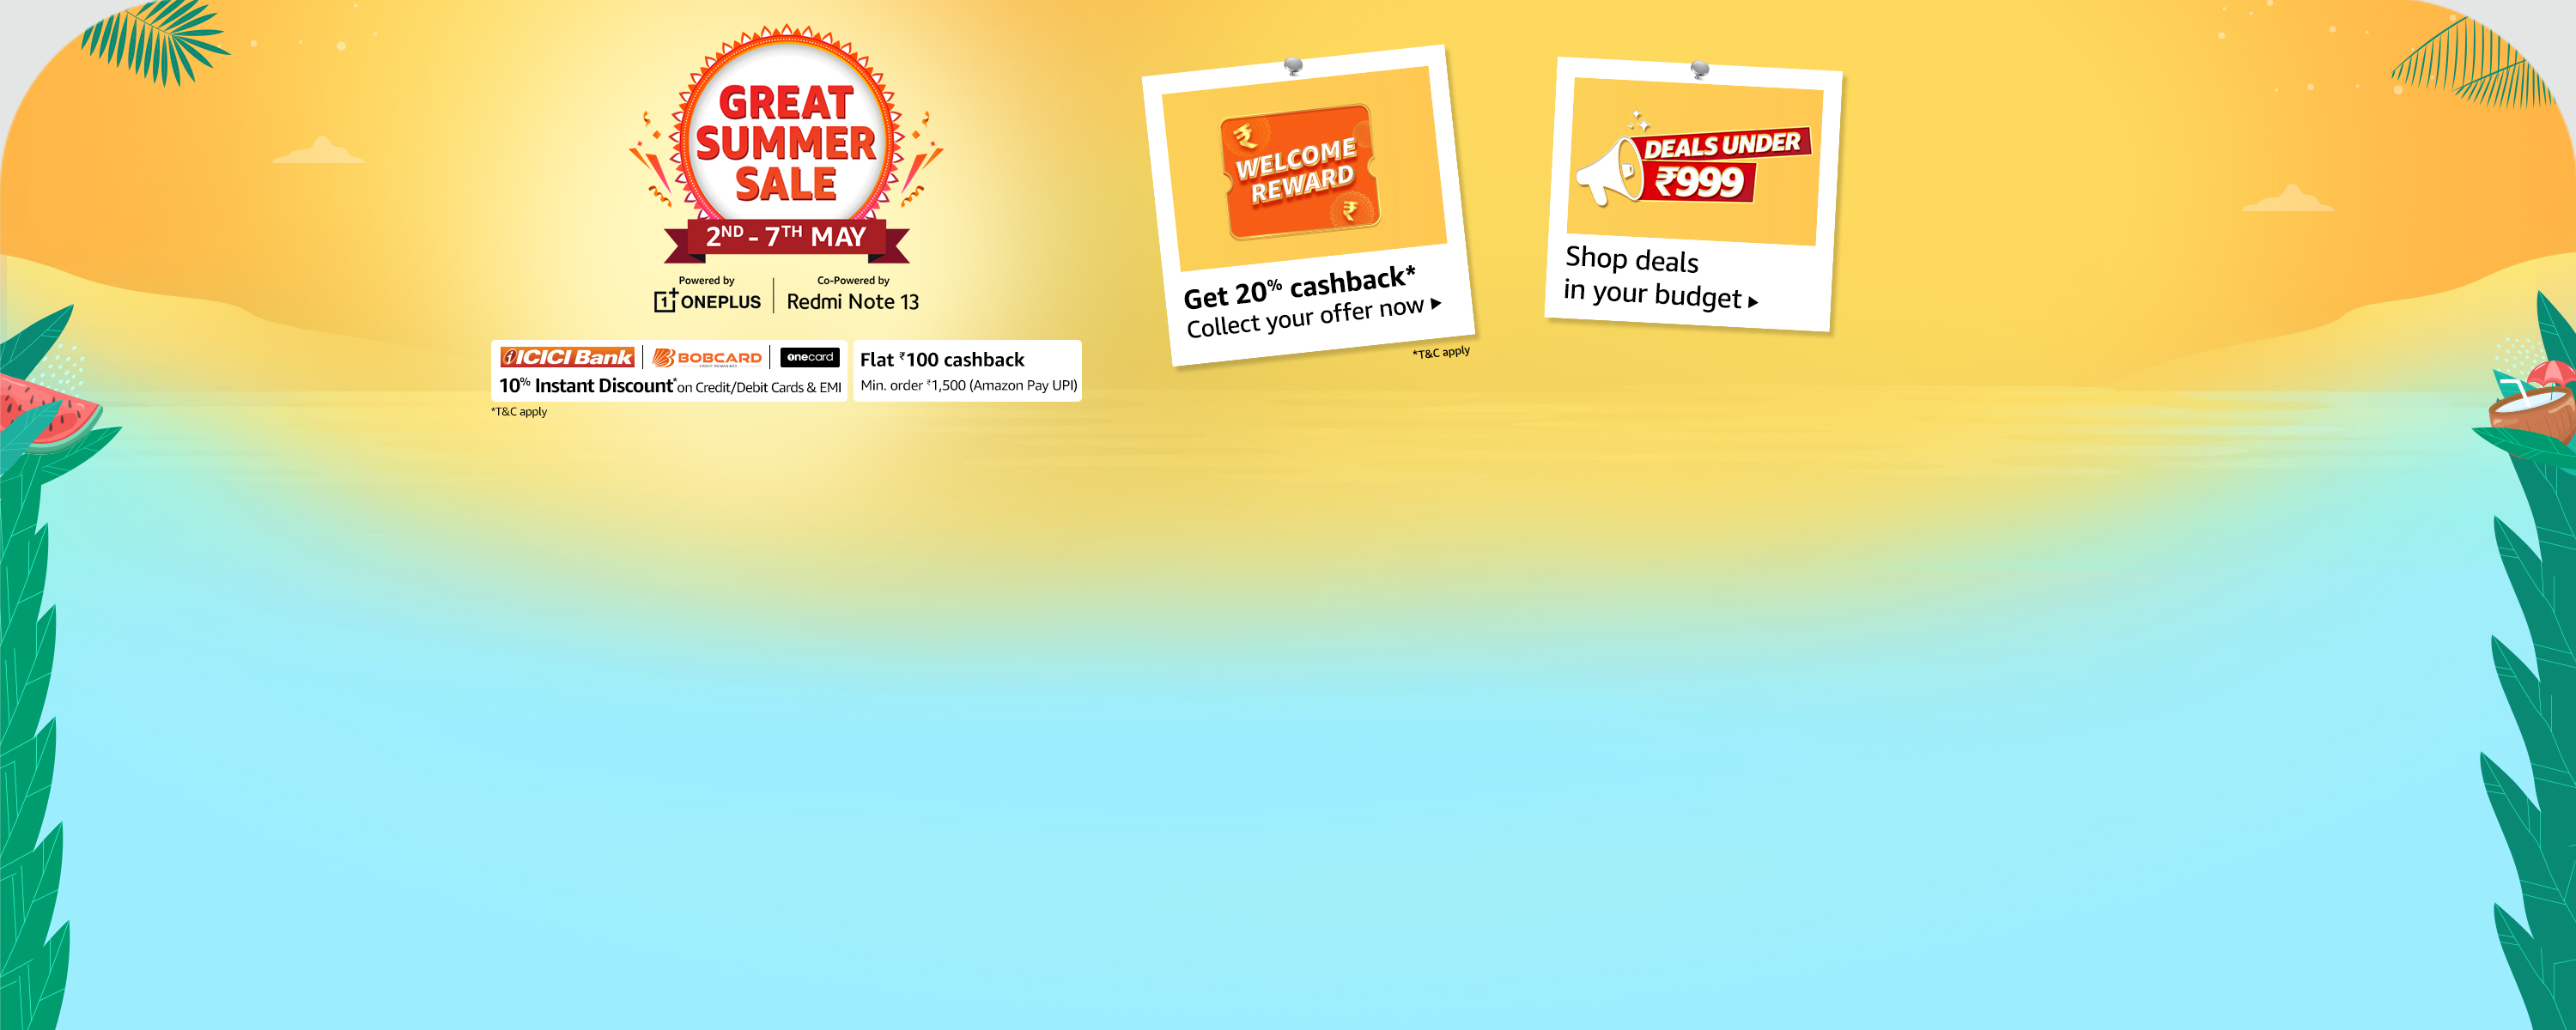 GREAT
SUMMER
SALE
2ND - 7TH MAY
Powered by
1+ ONEPLUS
Co-Powered by
Redmi Note 13
ICICI Bank
BOBCARD
onecard
10% Instant Discount* on Credit/Debit Cards & EMI
*T&C apply
Flat ₹100 cashback
Min. order ₹1,500 (Amazon Pay UPI)
₹
WELCOME
REWARD
₹
Get 20% cashback*
Collect your offer now ▸
*T&C apply
DEALS UNDER
₹999
Shop deals
in your budget ▸